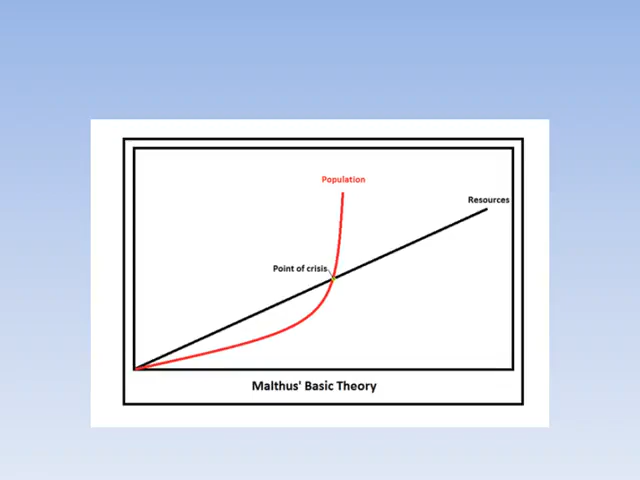 Population
Resources
Point of crisis
Malthus' Basic Theory